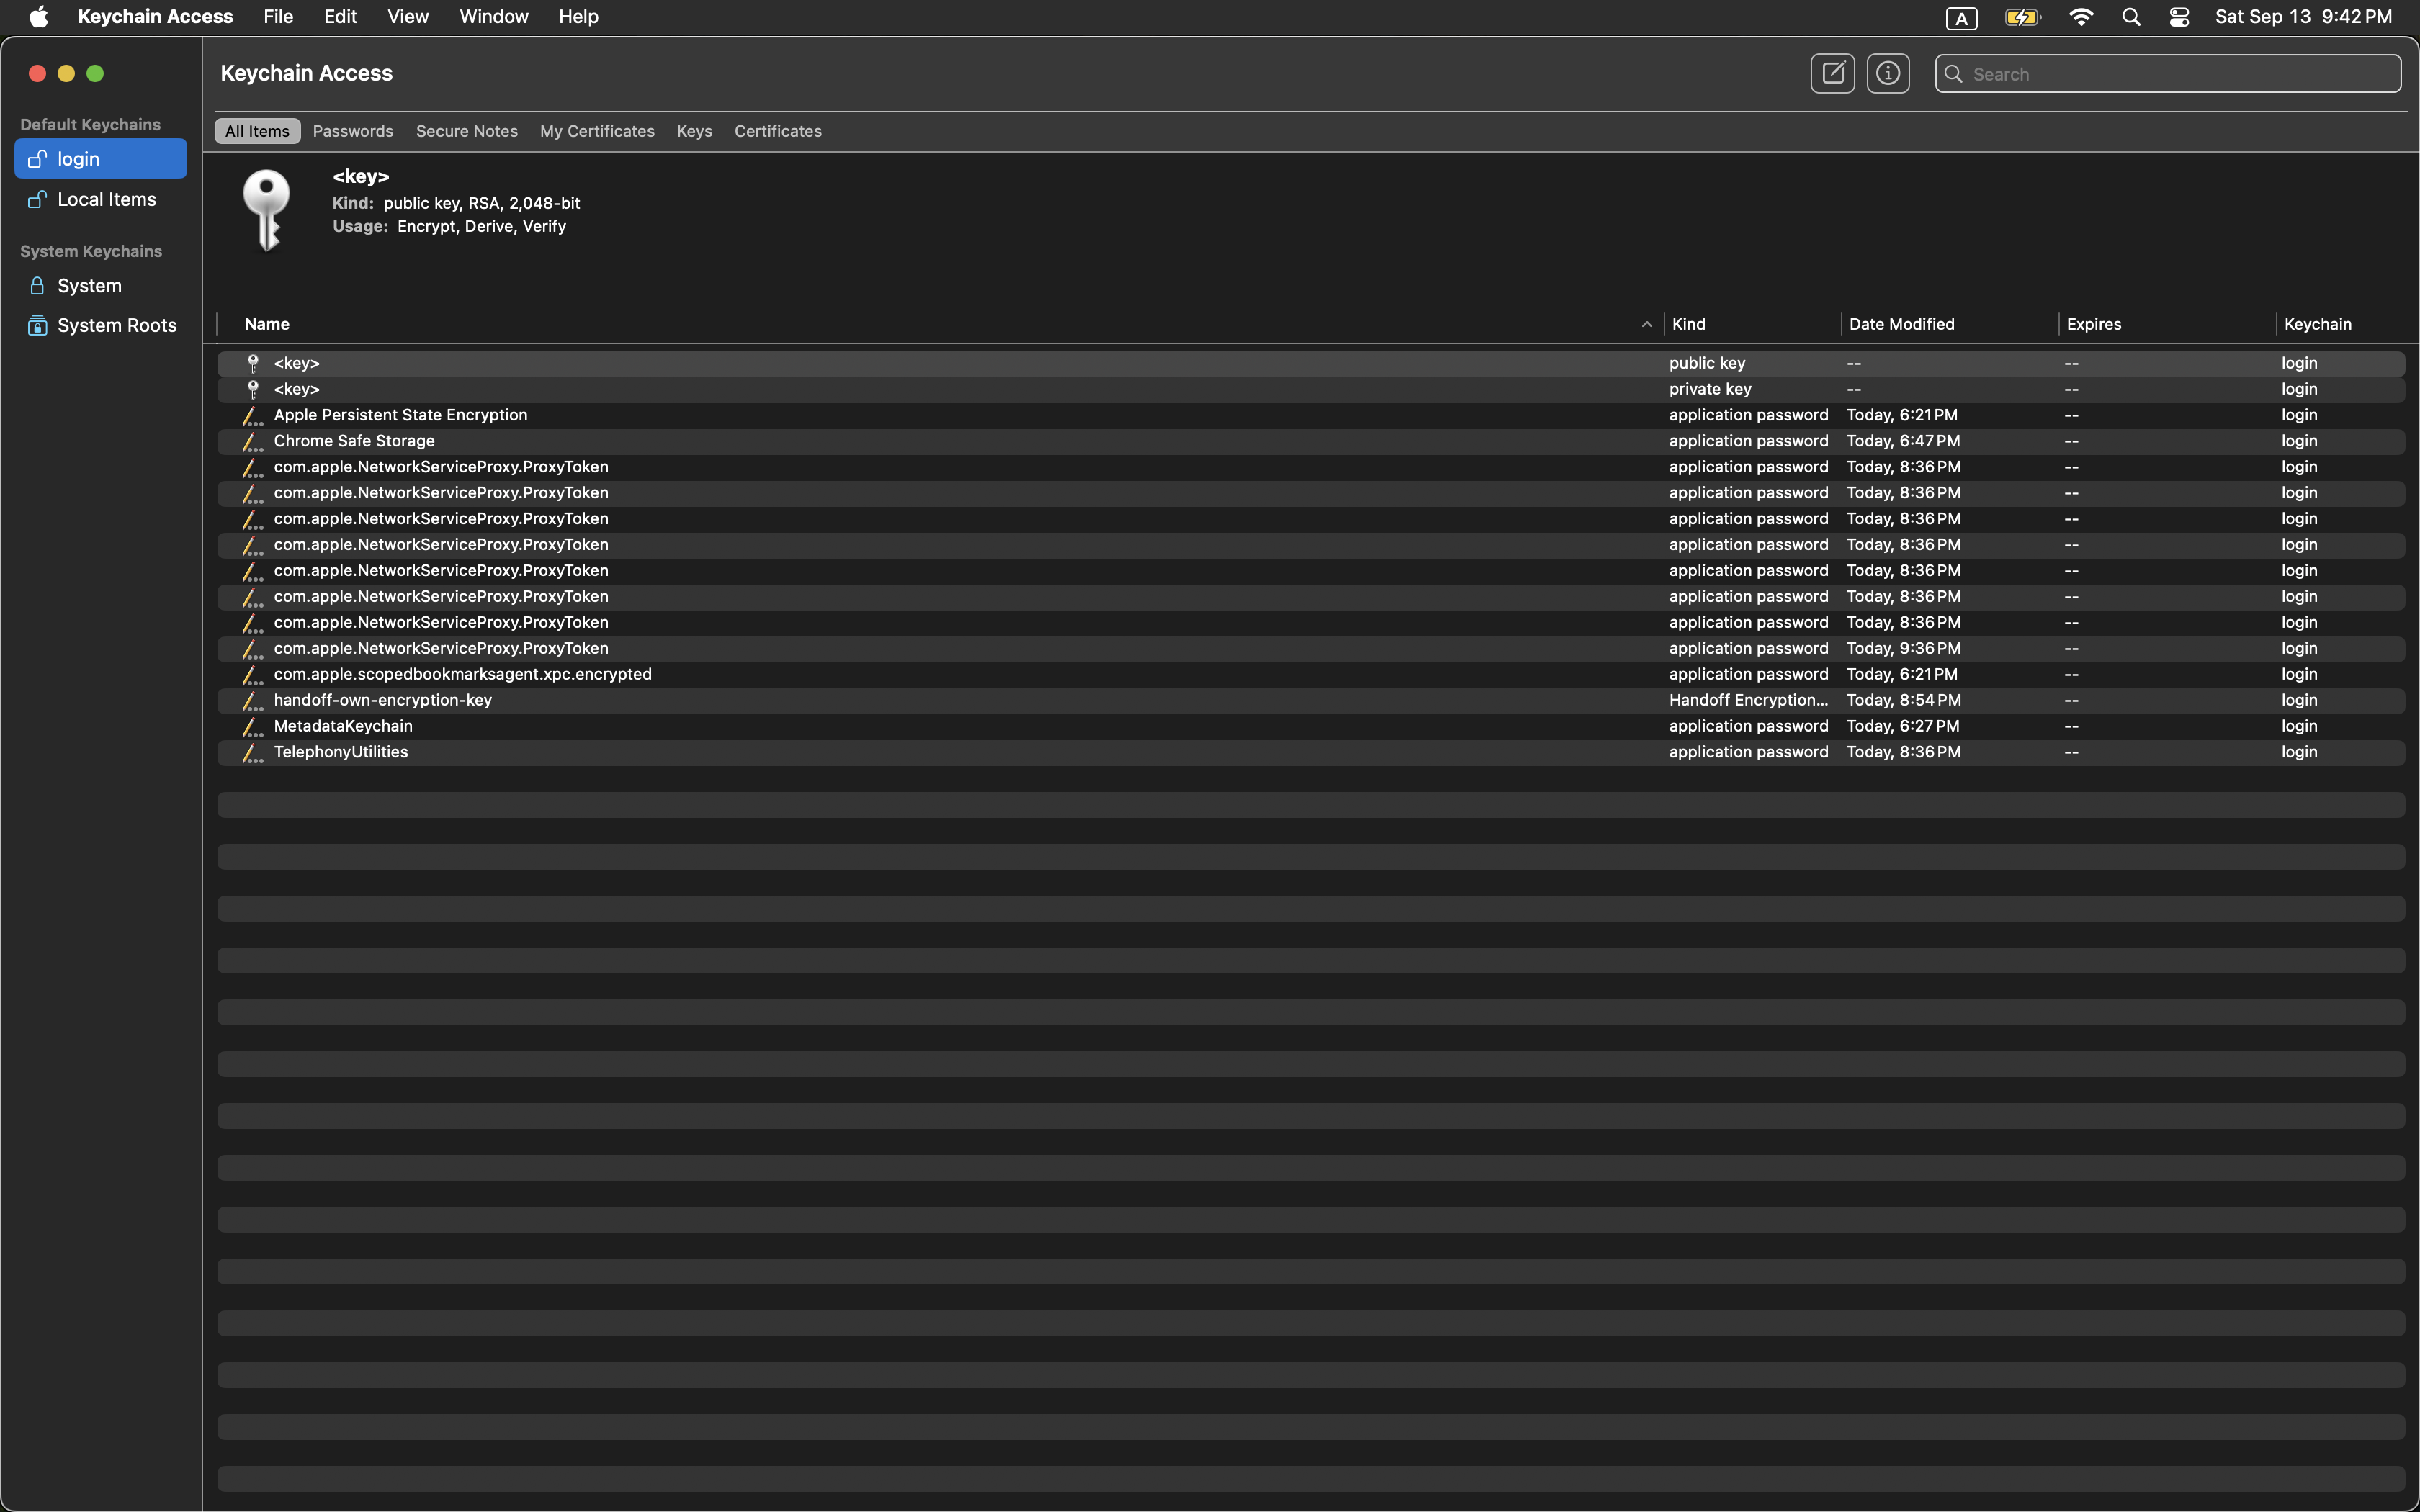 Keychain Access File Edit View Window Help A Sat Sep 13 9:42 PM
Keychain Access
Search
Default Keychains
login
Local Items
System Keychains
System
System Roots
All Items Passwords Secure Notes My Certificates Keys Certificates
<key>
Kind: public key, RSA, 2,048-bit
Usage: Encrypt, Derive, Verify
Name Kind Date Modified Expires Keychain
<key> public key -- -- login
<key> private key -- -- login
Apple Persistent State Encryption application password Today, 6:21 PM -- login
Chrome Safe Storage application password Today, 6:47 PM -- login
com.apple.NetworkServiceProxy.ProxyToken application password Today, 8:36 PM -- login
com.apple.NetworkServiceProxy.ProxyToken application password Today, 8:36 PM -- login
com.apple.NetworkServiceProxy.ProxyToken application password Today, 8:36 PM -- login
com.apple.NetworkServiceProxy.ProxyToken application password Today, 8:36 PM -- login
com.apple.NetworkServiceProxy.ProxyToken application password Today, 8:36 PM -- login
com.apple.NetworkServiceProxy.ProxyToken application password Today, 8:36 PM -- login
com.apple.NetworkServiceProxy.ProxyToken application password Today, 8:36 PM -- login
com.apple.NetworkServiceProxy.ProxyToken application password Today, 9:36 PM -- login
com.apple.scopedbookmarksagent.xpc.encrypted application password Today, 6:21 PM -- login
handoff-own-encryption-key Handoff Encryption... Today, 8:54 PM -- login
MetadataKeychain application password Today, 6:27 PM -- login
TelephonyUtilities application password Today, 8:36 PM -- login